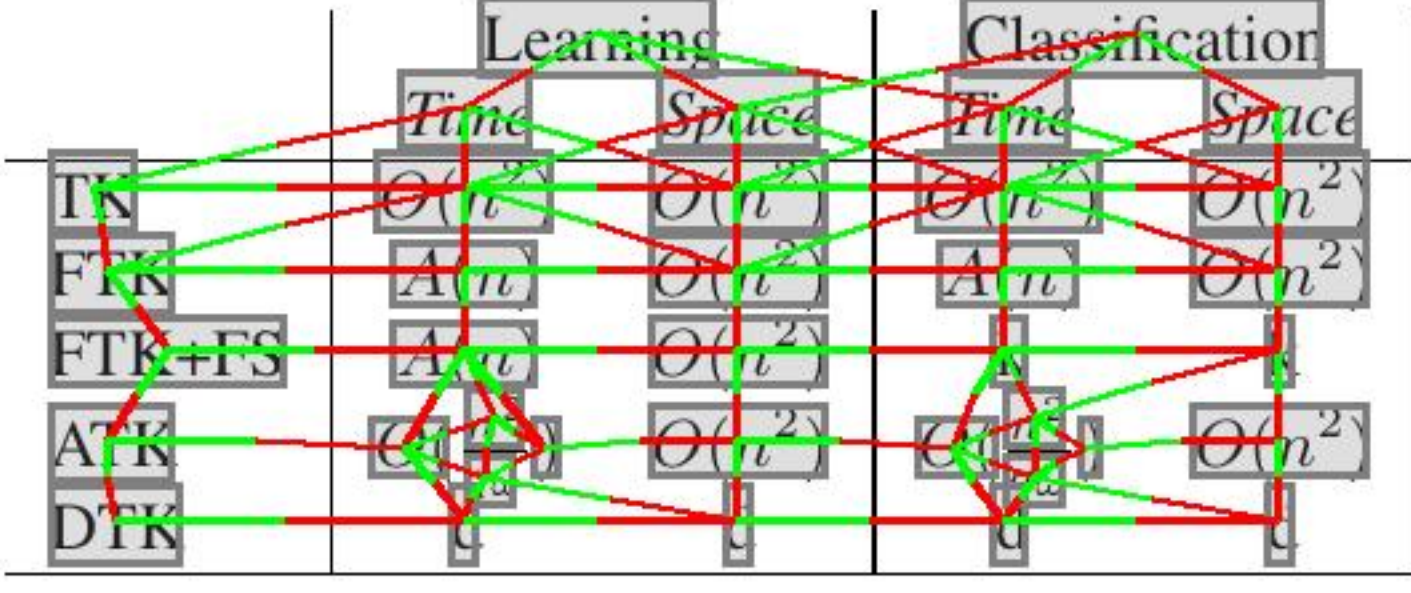 Learning Classification
Time Space Time Space
TK O(n²) O(n²) O(n²) O(n²)
FTK A(n) O(n²) A(n) O(n²)
FTK+FS A(n) O(n²) k k
ATK O(n²) O(n²)
DTK d d d d